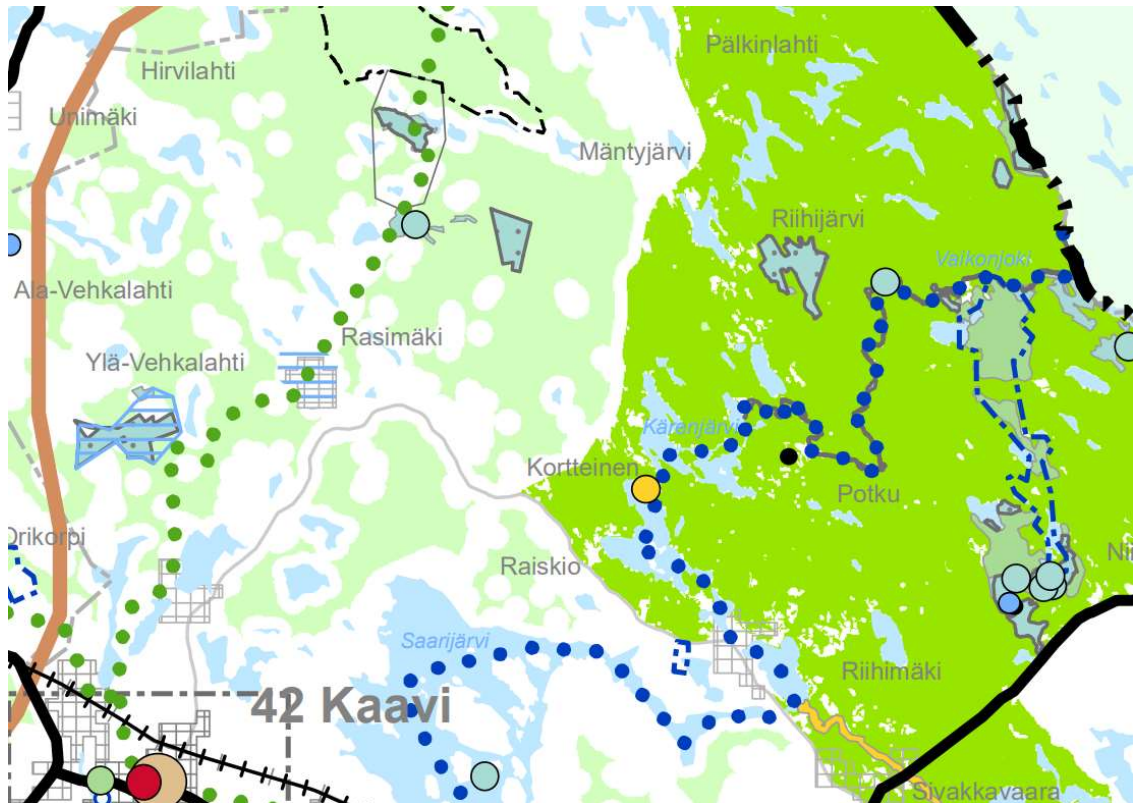 Pälkinlahti
Hirvilahti
Unimäki
Mäntyjärvi
Riihijärvi
Vaikonjoki
Ala-Vehkalahti
Rasimäki
Ylä-Vehkalahti
Kärenjärvi
Kortteinen
Potku
Orikorpi
Raiskio
Saarijärvi
Riihimäki
42 Kaavi
Sivakkavaara